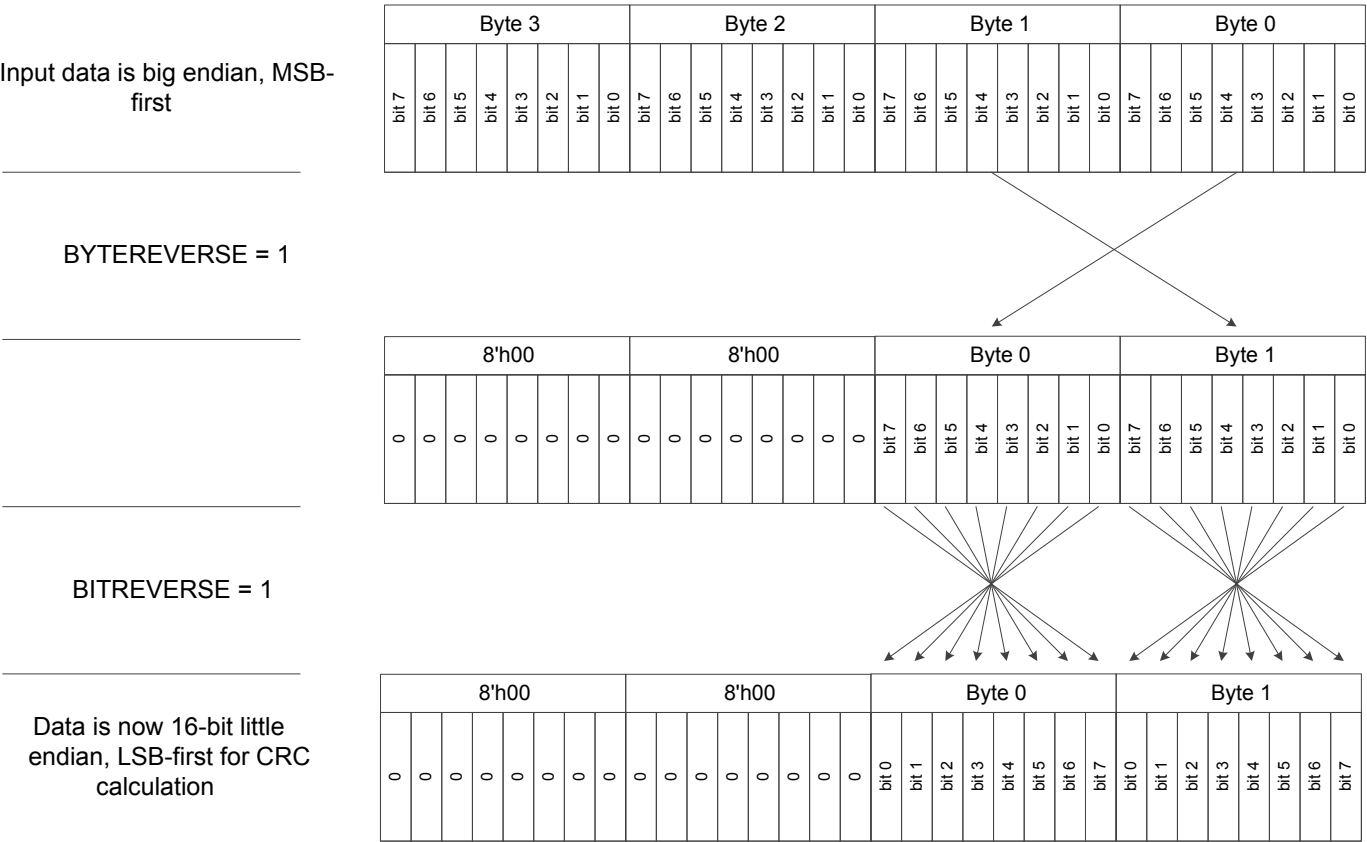 Byte 3 Byte 2 Byte 1 Byte 0
Input data is big endian, MSB-
first
bit 7 bit 6 bit 5 bit 4 bit 3 bit 2 bit 1 bit 0 bit 7 bit 6 bit 5 bit 4 bit 3 bit 2 bit 1 bit 0 bit 7 bit 6 bit 5 bit 4 bit 3 bit 2 bit 1 bit 0 bit 7 bit 6 bit 5 bit 4 bit 3 bit 2 bit 1 bit 0
BYTEREVERSE = 1
8'h00 8'h00 Byte 0 Byte 1
0 0 0 0 0 0 0 0 0 0 0 0 0 0 0 0 bit 7 bit 6 bit 5 bit 4 bit 3 bit 2 bit 1 bit 0 bit 7 bit 6 bit 5 bit 4 bit 3 bit 2 bit 1 bit 0
BITREVERSE = 1
8'h00 8'h00 Byte 0 Byte 1
Data is now 16-bit little
endian, LSB-first for CRC
calculation
0 0 0 0 0 0 0 0 0 0 0 0 0 0 0 0 bit 0 bit 1 bit 2 bit 3 bit 4 bit 5 bit 6 bit 7 bit 0 bit 1 bit 2 bit 3 bit 4 bit 5 bit 6 bit 7